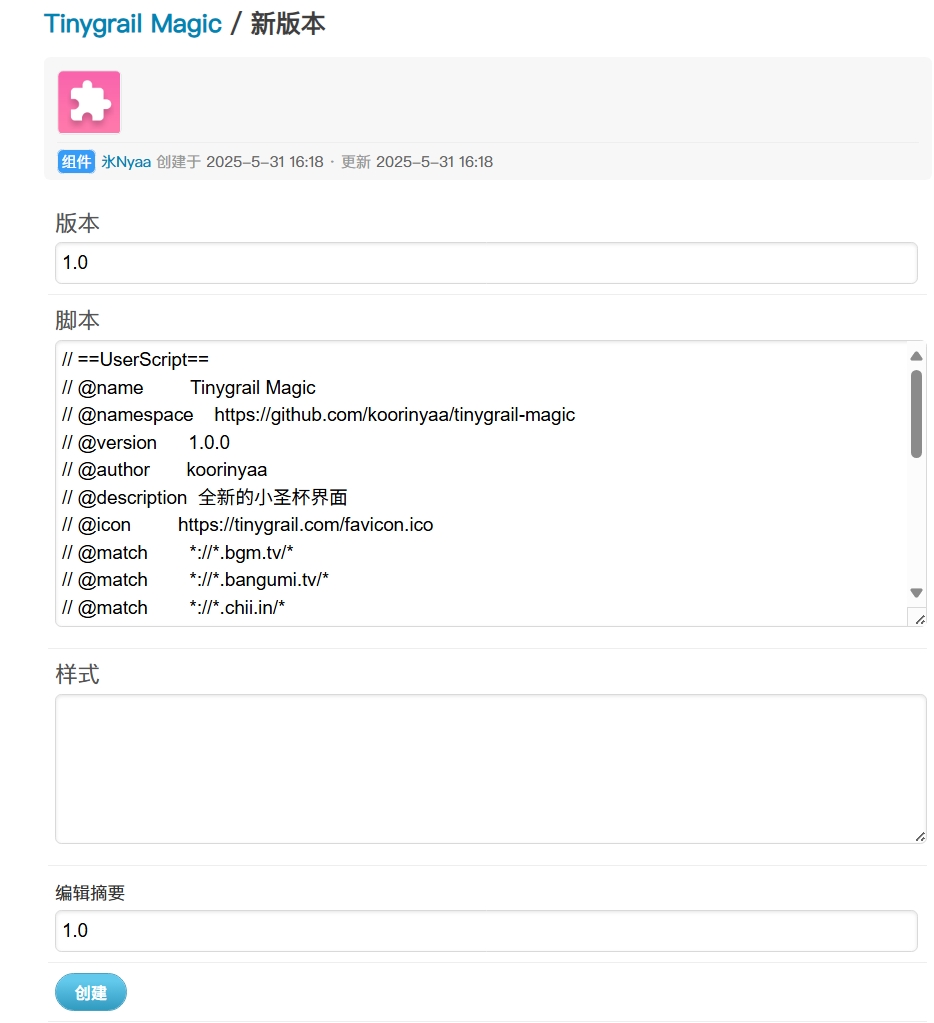 Tinygrail Magic / 新版本
组件 氷Nyaa 创建于 2025-5-31 16:18 · 更新 2025-5-31 16:18
版本
1.0
脚本
// ==UserScript==
// @name Tinygrail Magic
// @namespace https://github.com/koorinyaa/tinygrail-magic
// @version 1.0.0
// @author koorinyaa
// @description 全新的小圣杯界面
// @icon https://tinygrail.com/favicon.ico
// @match *://*.bgm.tv/*
// @match *://*.bangumi.tv/*
// @match *://*.chii.in/*
样式
编辑摘要
1.0
创建